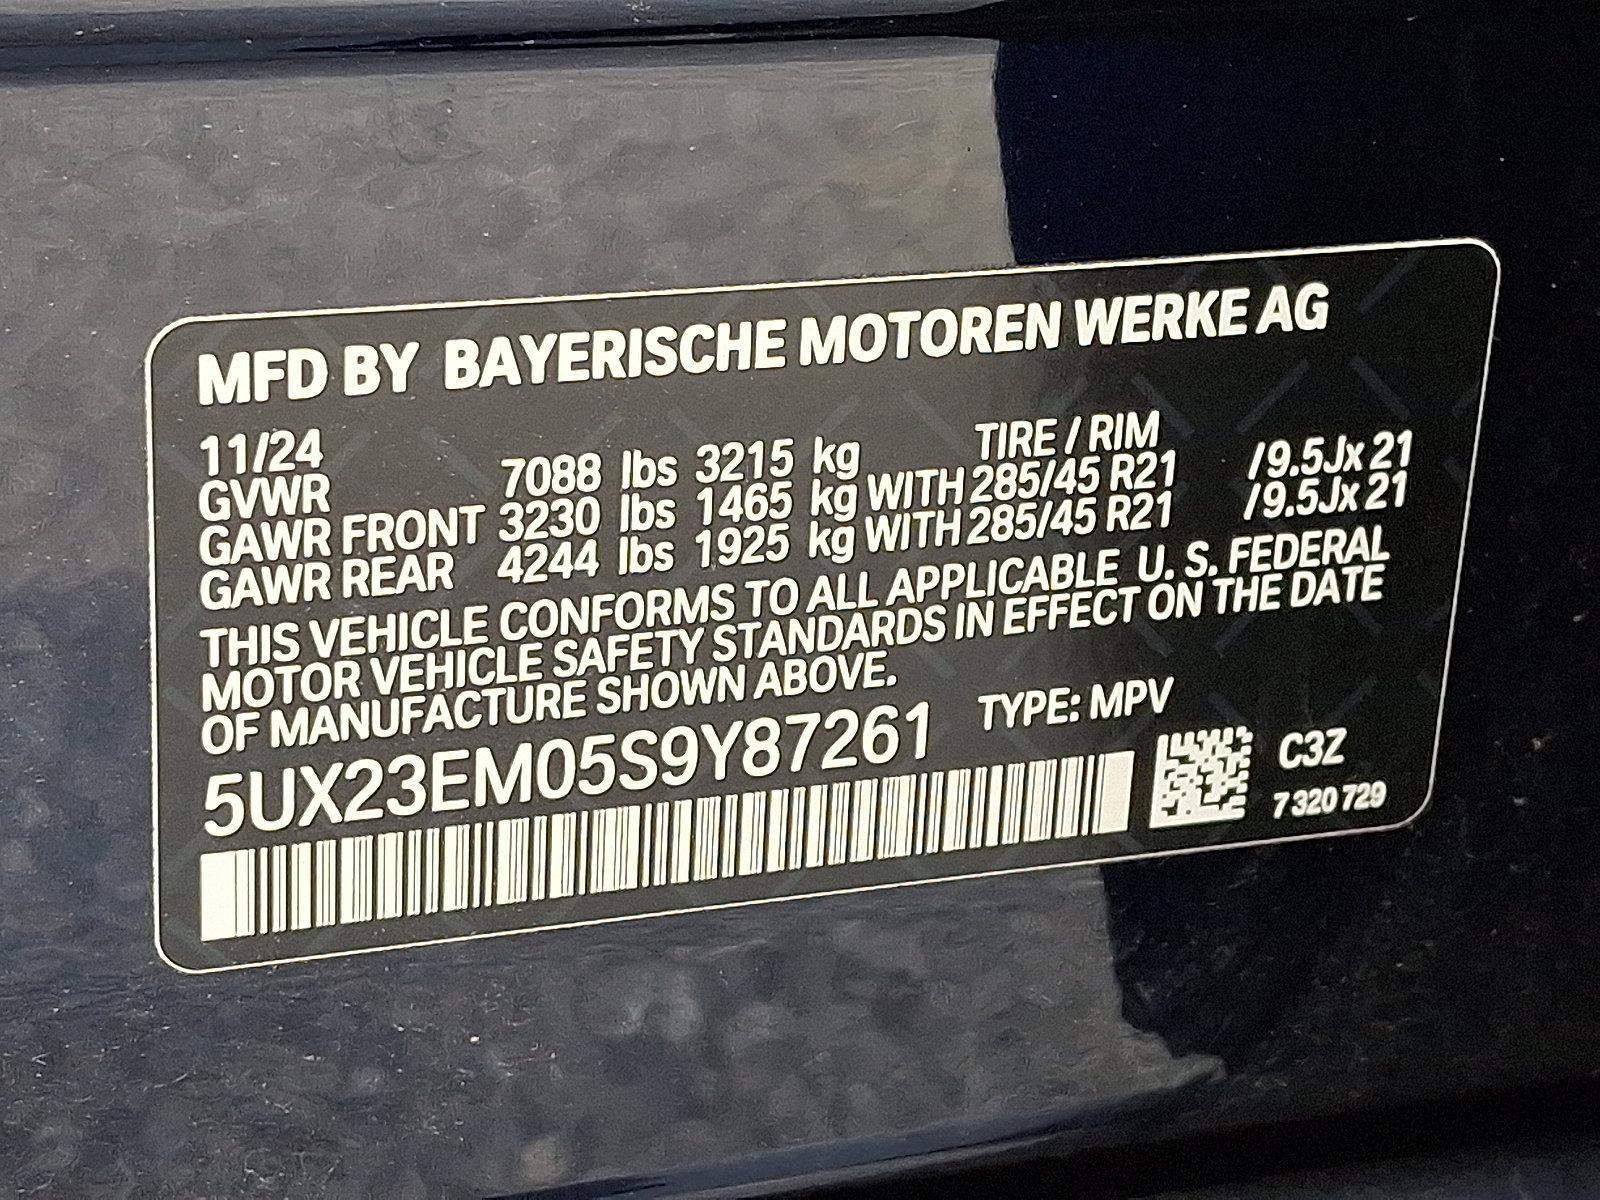 MFD BY BAYERISCHE MOTOREN WERKE AG
11/24 TIRE / RIM
GVWR 7088 lbs 3215 kg
GAWR FRONT 3230 lbs 1465 kg WITH 285/45 R21 /9.5Jx 21
GAWR REAR 4244 lbs 1925 kg WITH 285/45 R21 /9.5Jx 21
THIS VEHICLE CONFORMS TO ALL APPLICABLE U. S. FEDERAL
MOTOR VEHICLE SAFETY STANDARDS IN EFFECT ON THE DATE
OF MANUFACTURE SHOWN ABOVE.
5UX23EM05S9Y87261 TYPE: MPV
C3Z
7 320 729